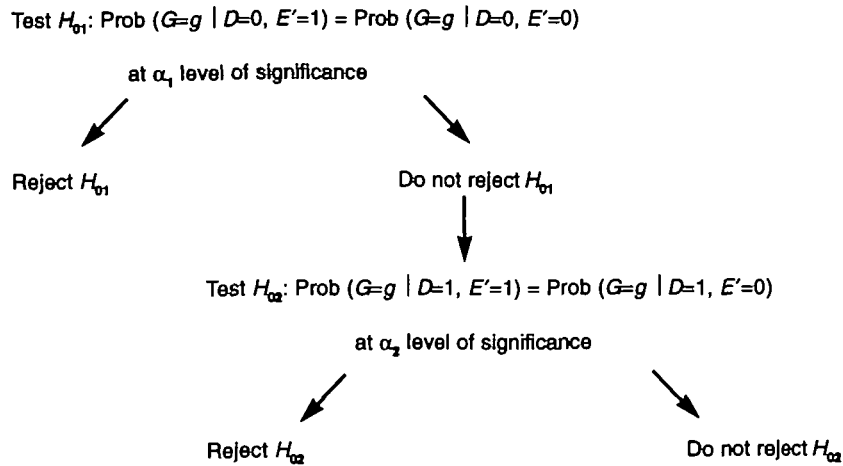 Test H₀₁: Prob (G=g | D=0, E′=1) = Prob (G=g | D=0, E′=0)
at α₁ level of significance
Reject H₀₁
Do not reject H₀₁
Test H₀₂: Prob (G=g | D=1, E′=1) = Prob (G=g | D=1, E′=0)
at α₂ level of significance
Reject H₀₂
Do not reject H₀₂